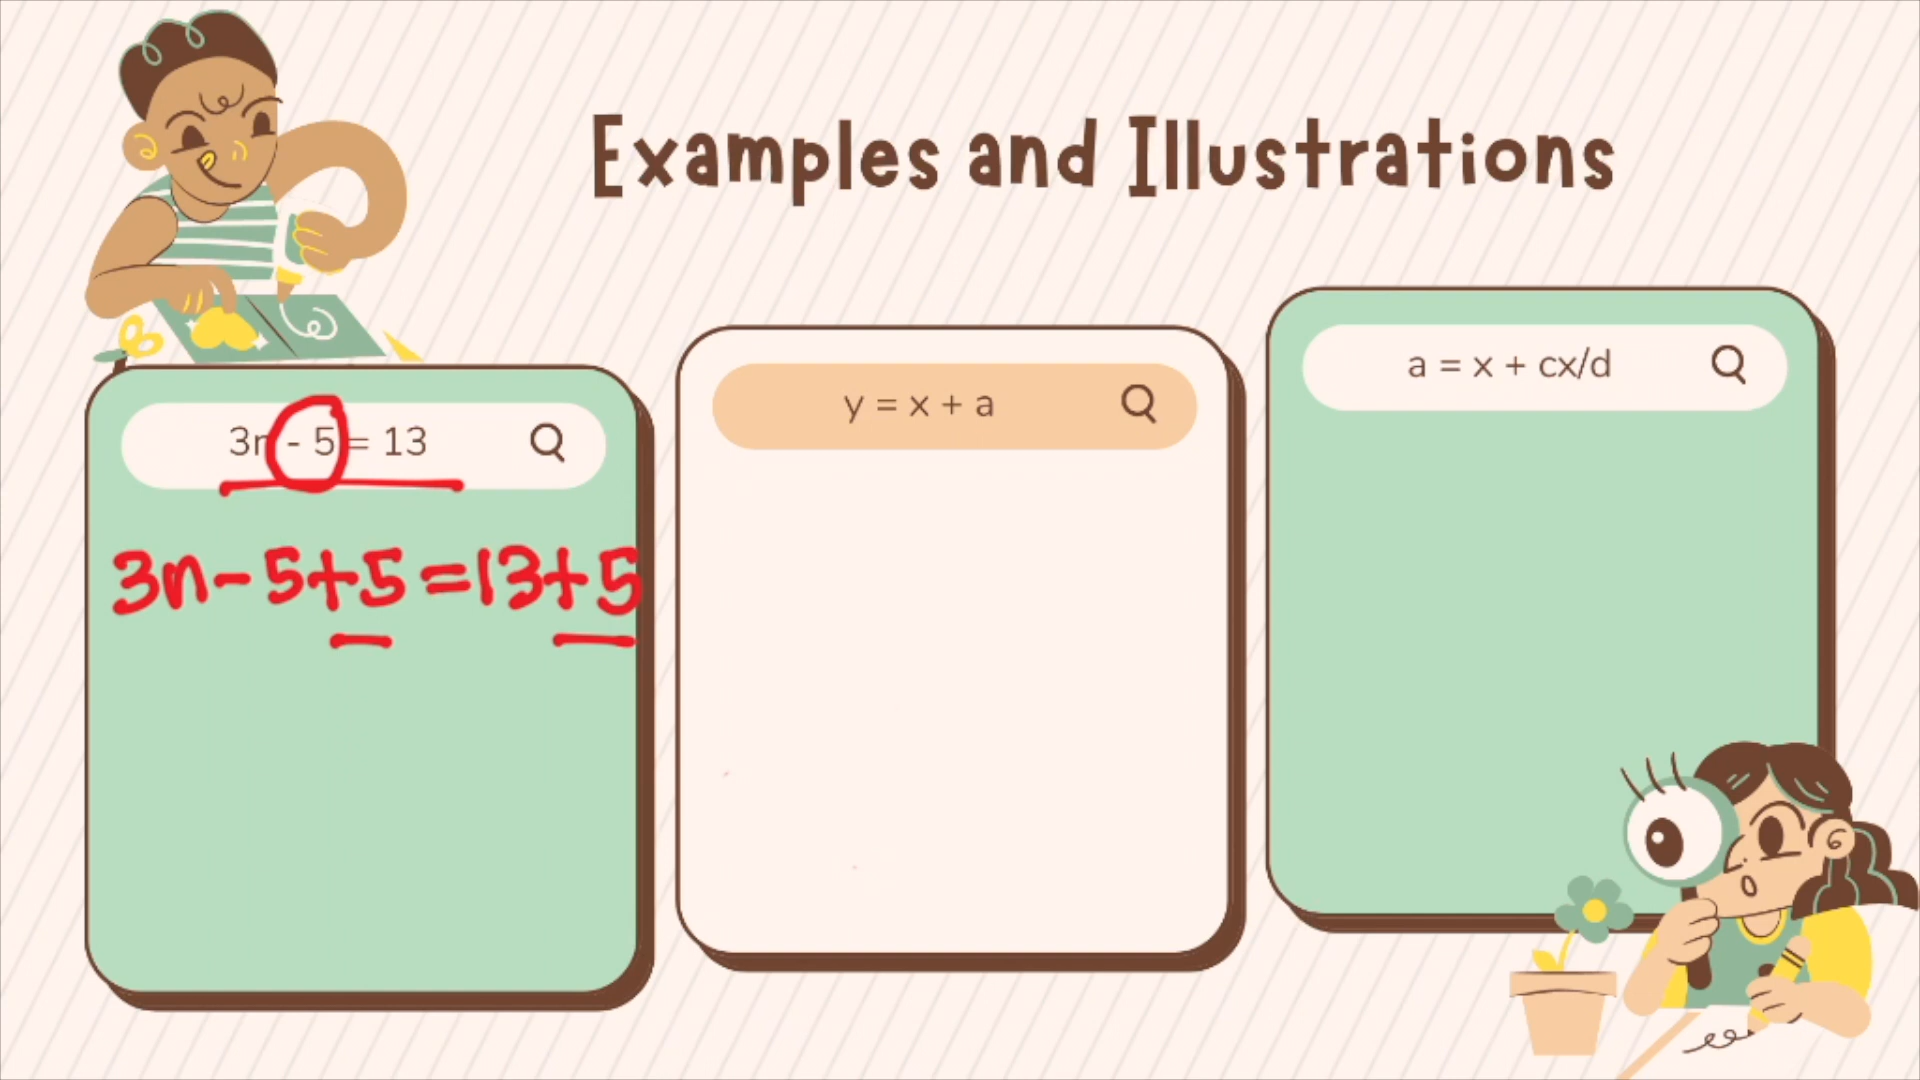 Examples and Illustrations
3n - 5 = 13
3n-5+5=13+5
y = x + a
a = x + cx/d